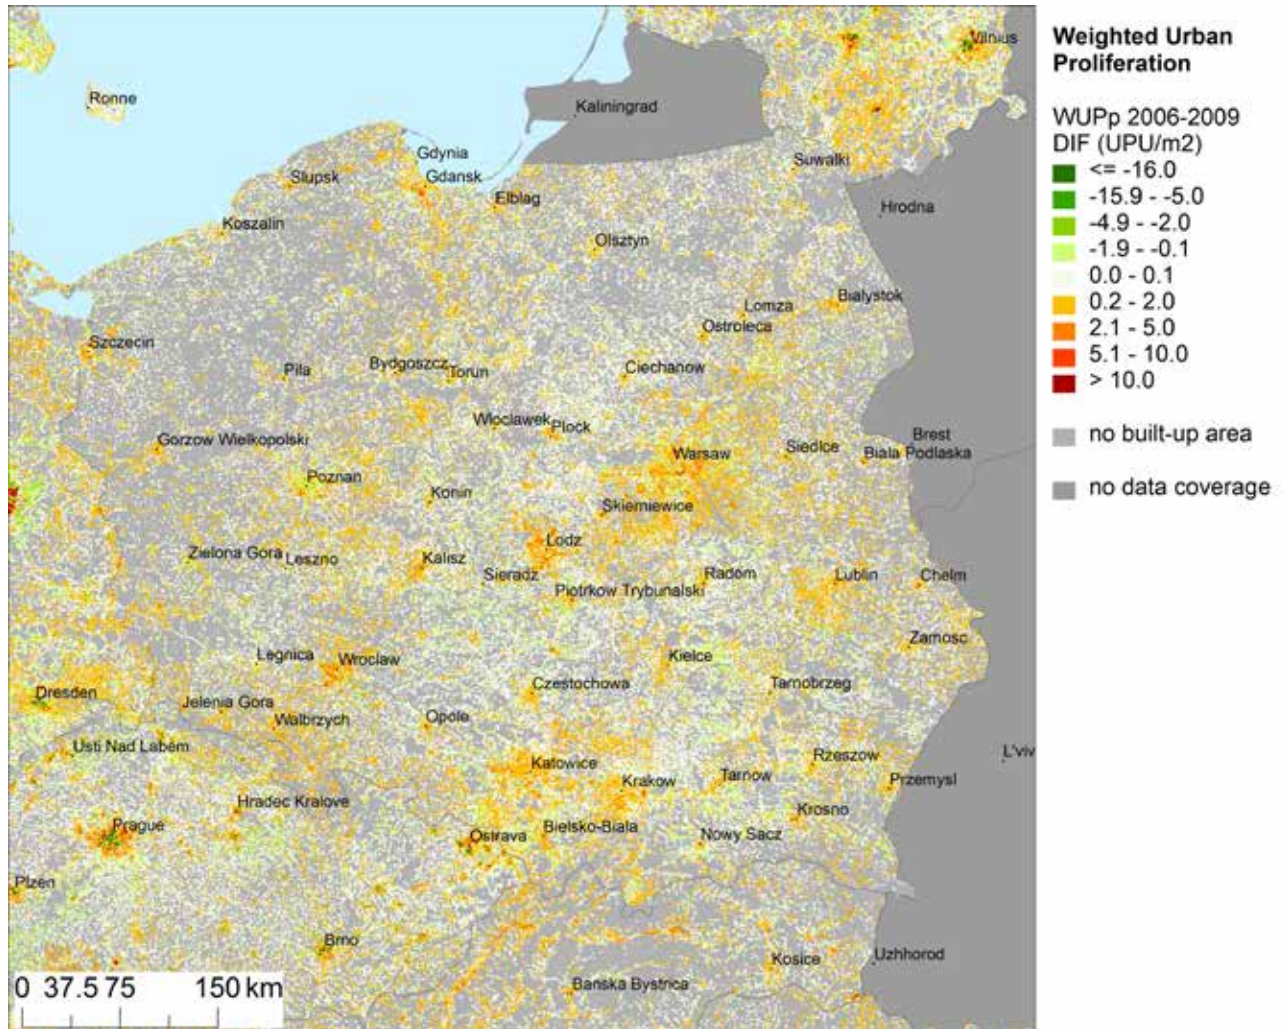 Weighted Urban
Proliferation
WUPp 2006-2009
DIF (UPU/m2)
<= -16.0
-15.9 - -5.0
-4.9 - -2.0
-1.9 - -0.1
0.0 - 0.1
0.2 - 2.0
2.1 - 5.0
5.1 - 10.0
> 10.0
no built-up area
no data coverage
Vilnius
Ronne
Kaliningrad
Gdynia
Suwalki
Slupsk
Gdansk
Elblag
Hrodna
Koszalin
Olsztyn
Bialystok
Lomza
Ostroleca
Szczecin
Pila
Bydgoszcz
Torun
Ciechanow
Wloclawek
Plock
Gorzow Wielkopolski
Warsaw
Siedlce
Brest
Biala Podlaska
Poznan
Konin
Skierniewice
Lodz
Zielona Gora
Leszno
Kalisz
Sieradz
Piotrkow Trybunalski
Radom
Lublin
Chelm
Zamosc
Legnica
Wroclaw
Kielce
Dresden
Czestochowa
Tarnobrzeg
Jelenia Gora
Walbrzych
Opole
Usti Nad Labem
Katowice
Rzeszow
L'viv
Krakow
Tarnow
Przemysl
Hradec Kralove
Krosno
Prague
Ostrava
Bielsko-Biala
Nowy Sacz
Plzen
Brno
Kosice
Uzhhorod
Banska Bystrica
0 37.5 75 150 km